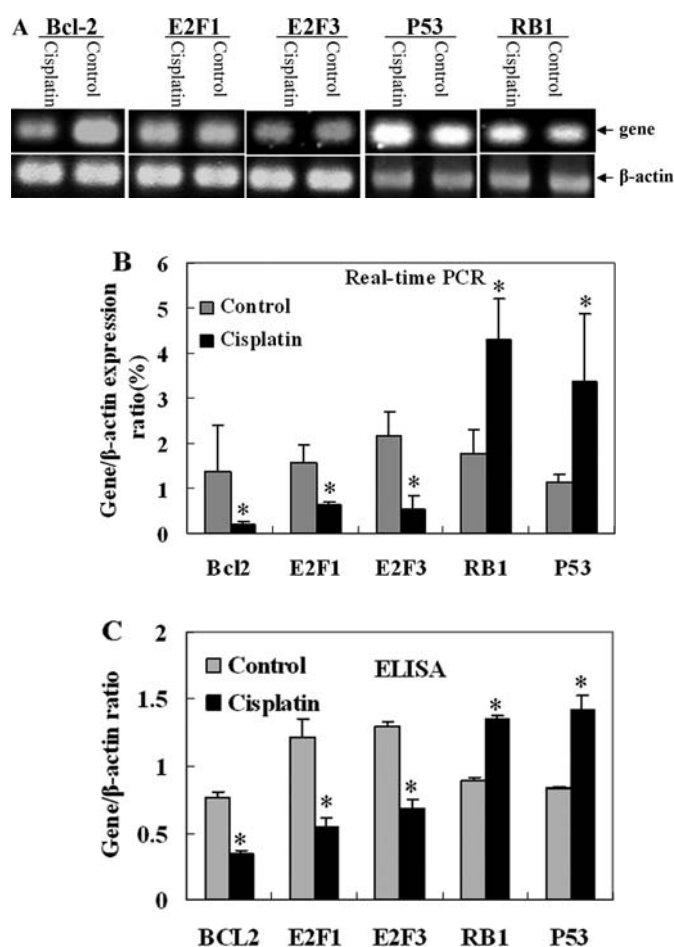 A Bcl-2 E2F1 E2F3 P53 RB1
Cisplatin Control Cisplatin Control Cisplatin Control Cisplatin Control Cisplatin Control
gene
β-actin
B
Real-time PCR
Gene/β-actin expression
ratio(%)
6
5
4
3
2
1
0
Control
Cisplatin
* * * * *
Bcl2 E2F1 E2F3 RB1 P53
C
ELISA
Gene/β-actin ratio
2
1.5
1
0.5
0
Control
Cisplatin
* * * * *
BCL2 E2F1 E2F3 RB1 P53